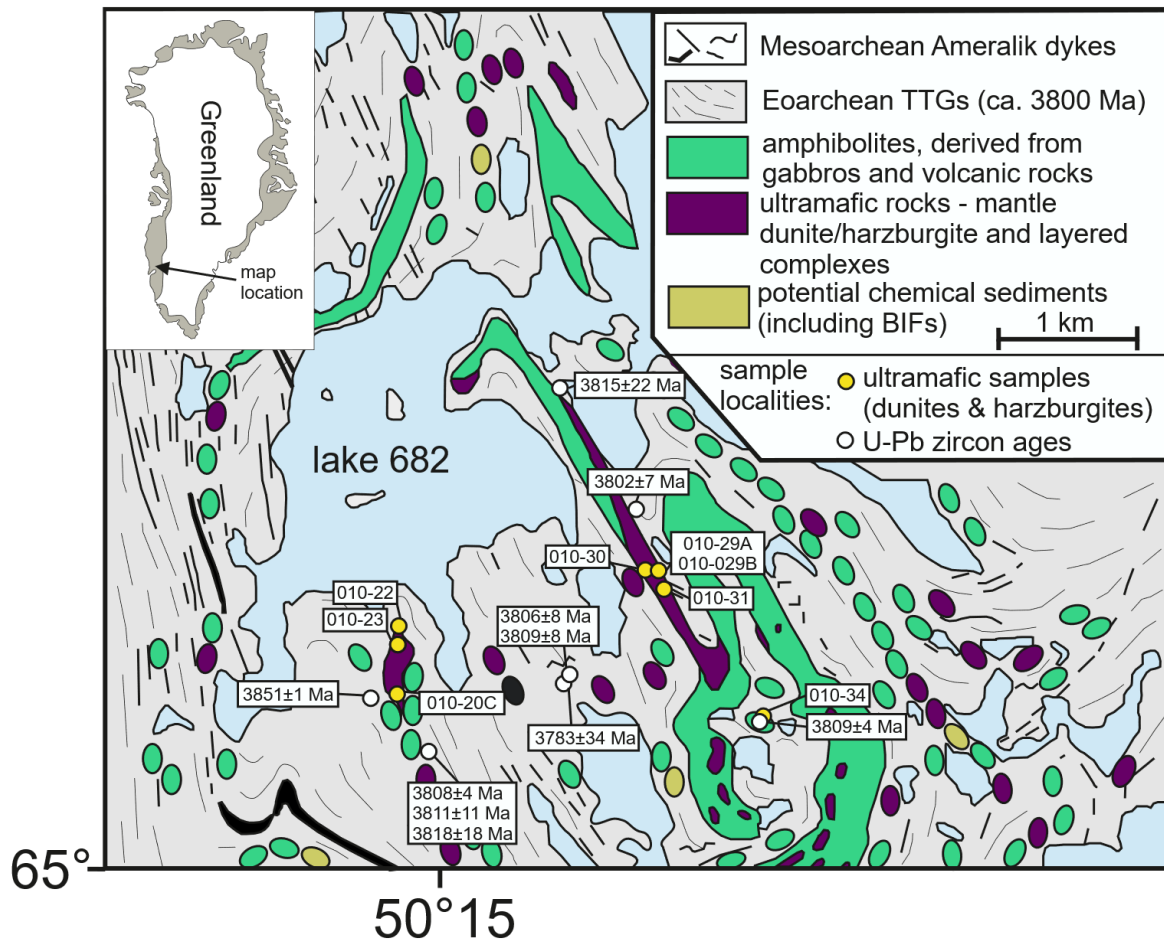 Greenland
map
location
Mesoarchean Ameralik dykes
Eoarchean TTGs (ca. 3800 Ma)
amphibolites, derived from
gabbros and volcanic rocks
ultramafic rocks - mantle
dunite/harzburgite and layered
complexes
potential chemical sediments
(including BIFs)
1 km
sample
localities:
ultramafic samples
(dunites & harzburgites)
U-Pb zircon ages
3815±22 Ma
lake 682
3802±7 Ma
010-30
010-29A
010-029B
010-31
010-22
010-23
3806±8 Ma
3809±8 Ma
3851±1 Ma
010-20C
010-34
3809±4 Ma
3783±34 Ma
3808±4 Ma
3811±11 Ma
3818±18 Ma
65°
50°15